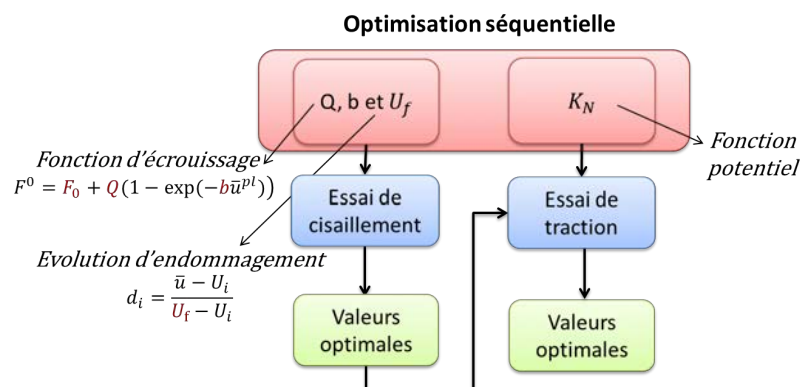 Optimisation séquentielle
Q, b et U_f
K_N
Fonction d'écrouissage
F^0 = F_0 + Q(1 − exp(−bū^{pl}))
Fonction
potentiel
Essai de
cisaillement
Essai de
traction
Evolution d'endommagement
d_i = (ū − U_i) / (U_f − U_i)
Valeurs
optimales
Valeurs
optimales